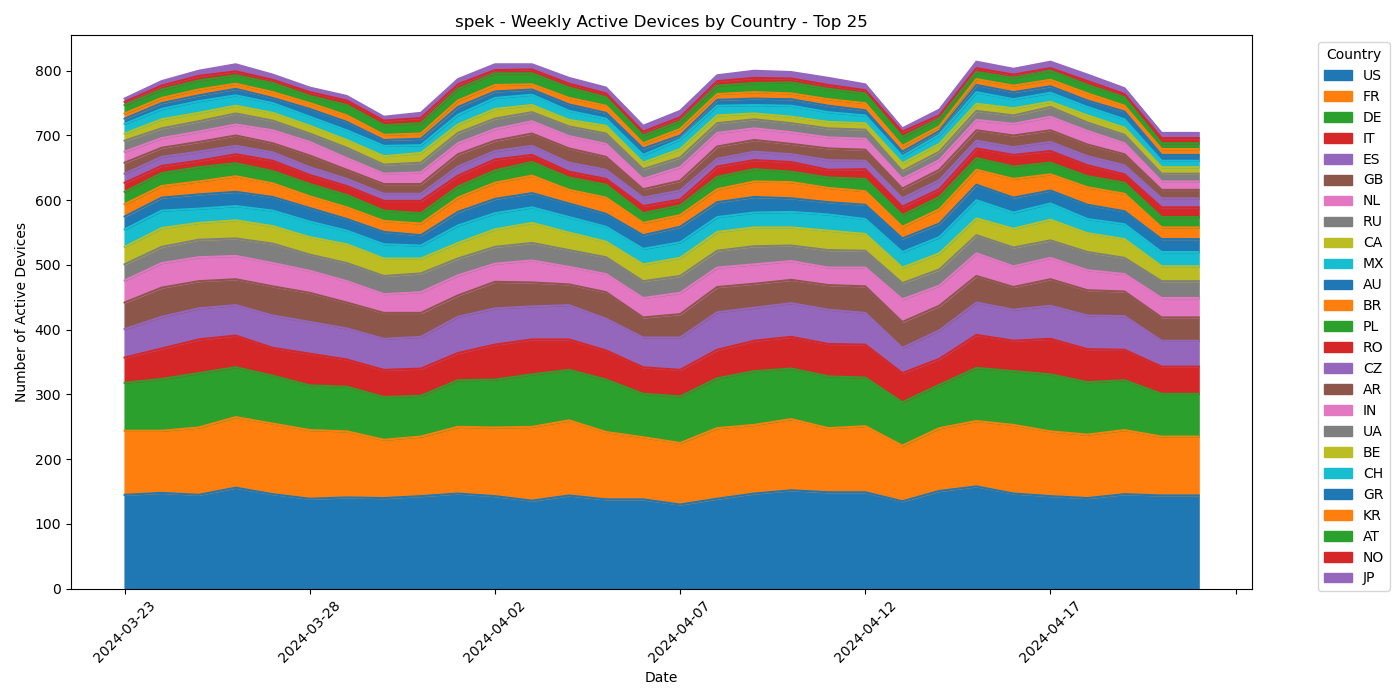 spek - Weekly Active Devices by Country - Top 25
Number of Active Devices
800
700
600
500
400
300
200
100
0
2024-03-23
2024-03-28
2024-04-02
2024-04-07
2024-04-12
2024-04-17
Date
Country
US
FR
DE
IT
ES
GB
NL
RU
CA
MX
AU
BR
PL
RO
CZ
AR
IN
UA
BE
CH
GR
KR
AT
NO
JP